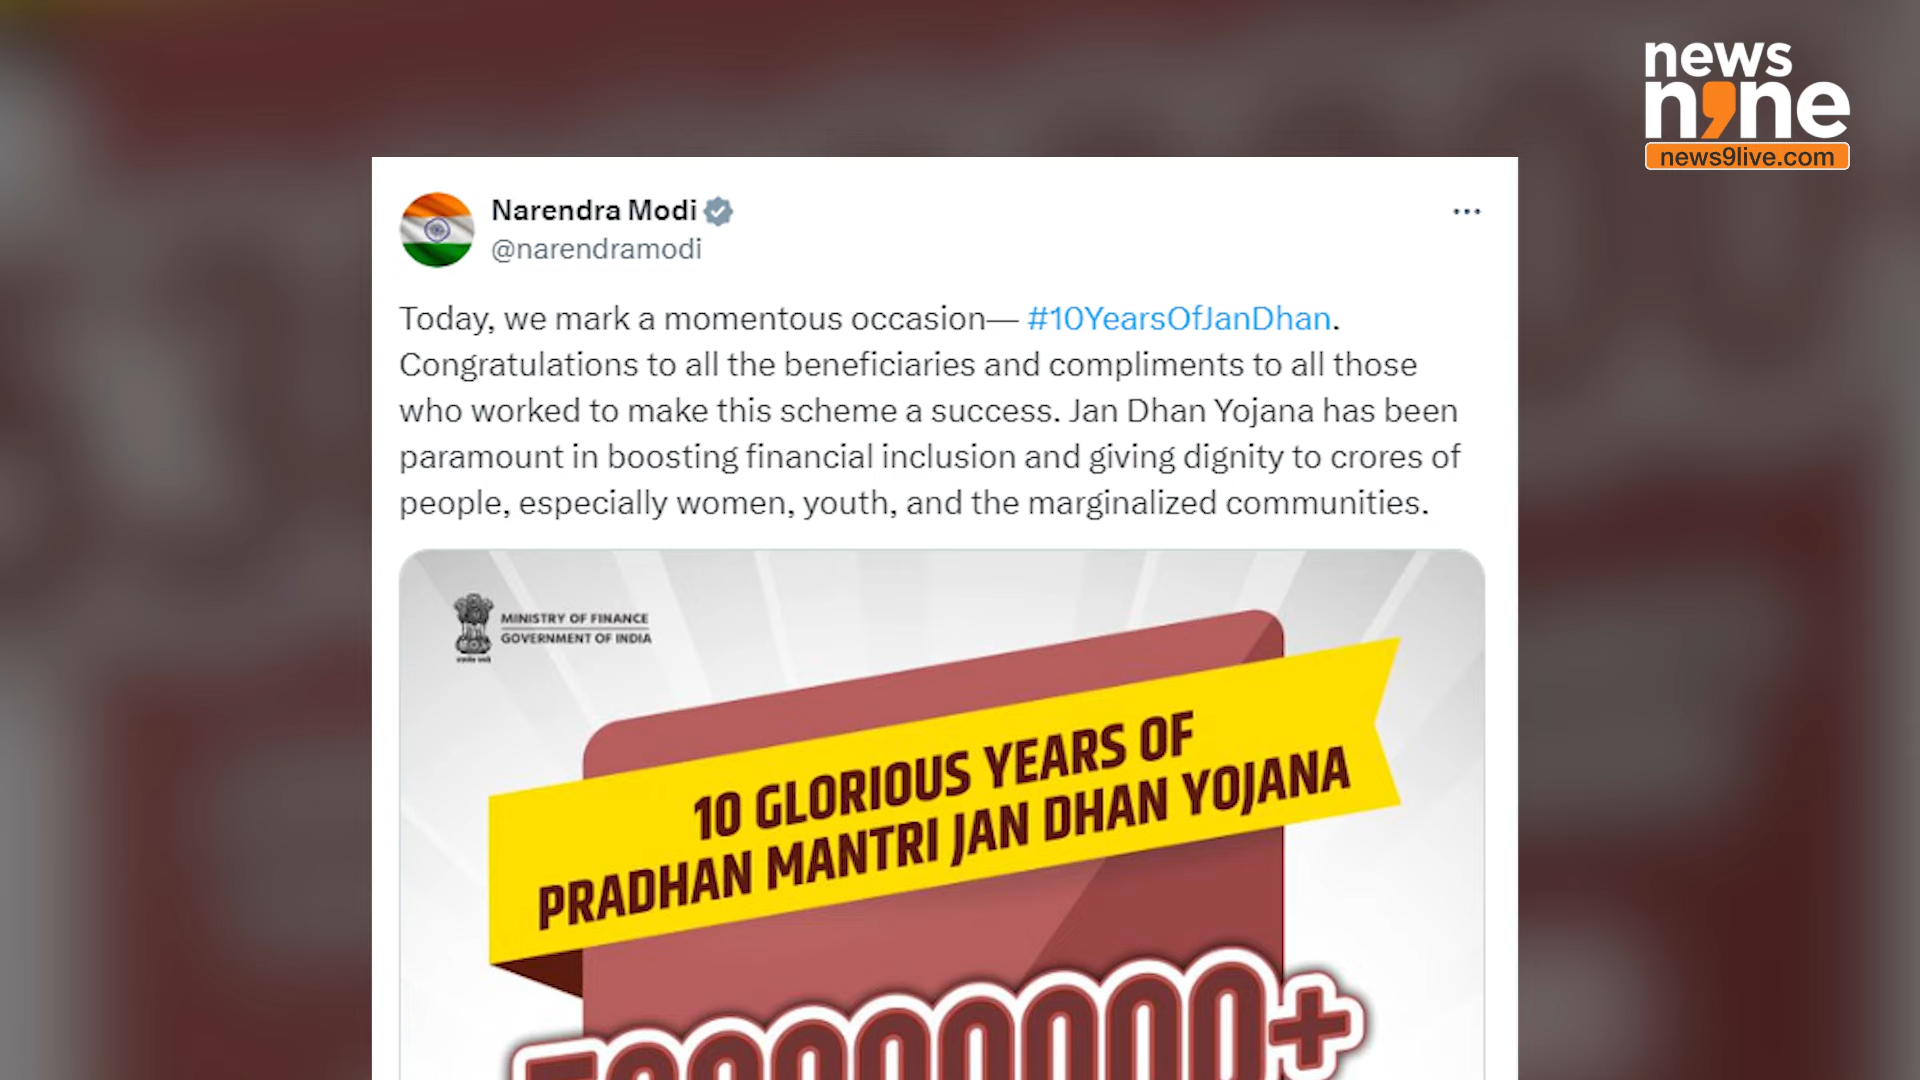 news
nine
news9live.com
Narendra Modi
@narendramodi
Today, we mark a momentous occasion— #10YearsOfJanDhan.
Congratulations to all the beneficiaries and compliments to all those
who worked to make this scheme a success. Jan Dhan Yojana has been
paramount in boosting financial inclusion and giving dignity to crores of
people, especially women, youth, and the marginalized communities.
MINISTRY OF FINANCE
GOVERNMENT OF INDIA
10 GLORIOUS YEARS OF
PRADHAN MANTRI JAN DHAN YOJANA